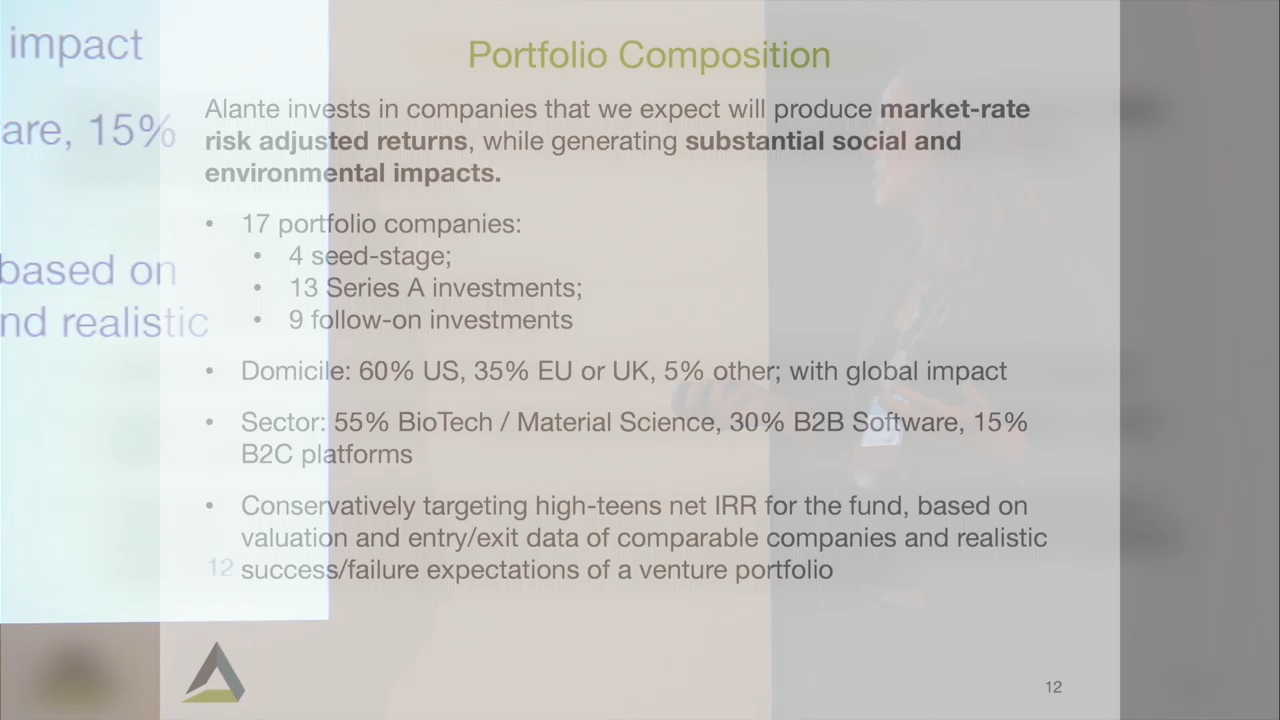 impact
are, 15%
based on
nd realistic
12
Portfolio Composition
Alante invests in companies that we expect will produce market-rate
risk adjusted returns, while generating substantial social and
environmental impacts.
• 17 portfolio companies:
• 4 seed-stage;
• 13 Series A investments;
• 9 follow-on investments
• Domicile: 60% US, 35% EU or UK, 5% other; with global impact
• Sector: 55% BioTech / Material Science, 30% B2B Software, 15%
B2C platforms
• Conservatively targeting high-teens net IRR for the fund, based on
valuation and entry/exit data of comparable companies and realistic
success/failure expectations of a venture portfolio
12